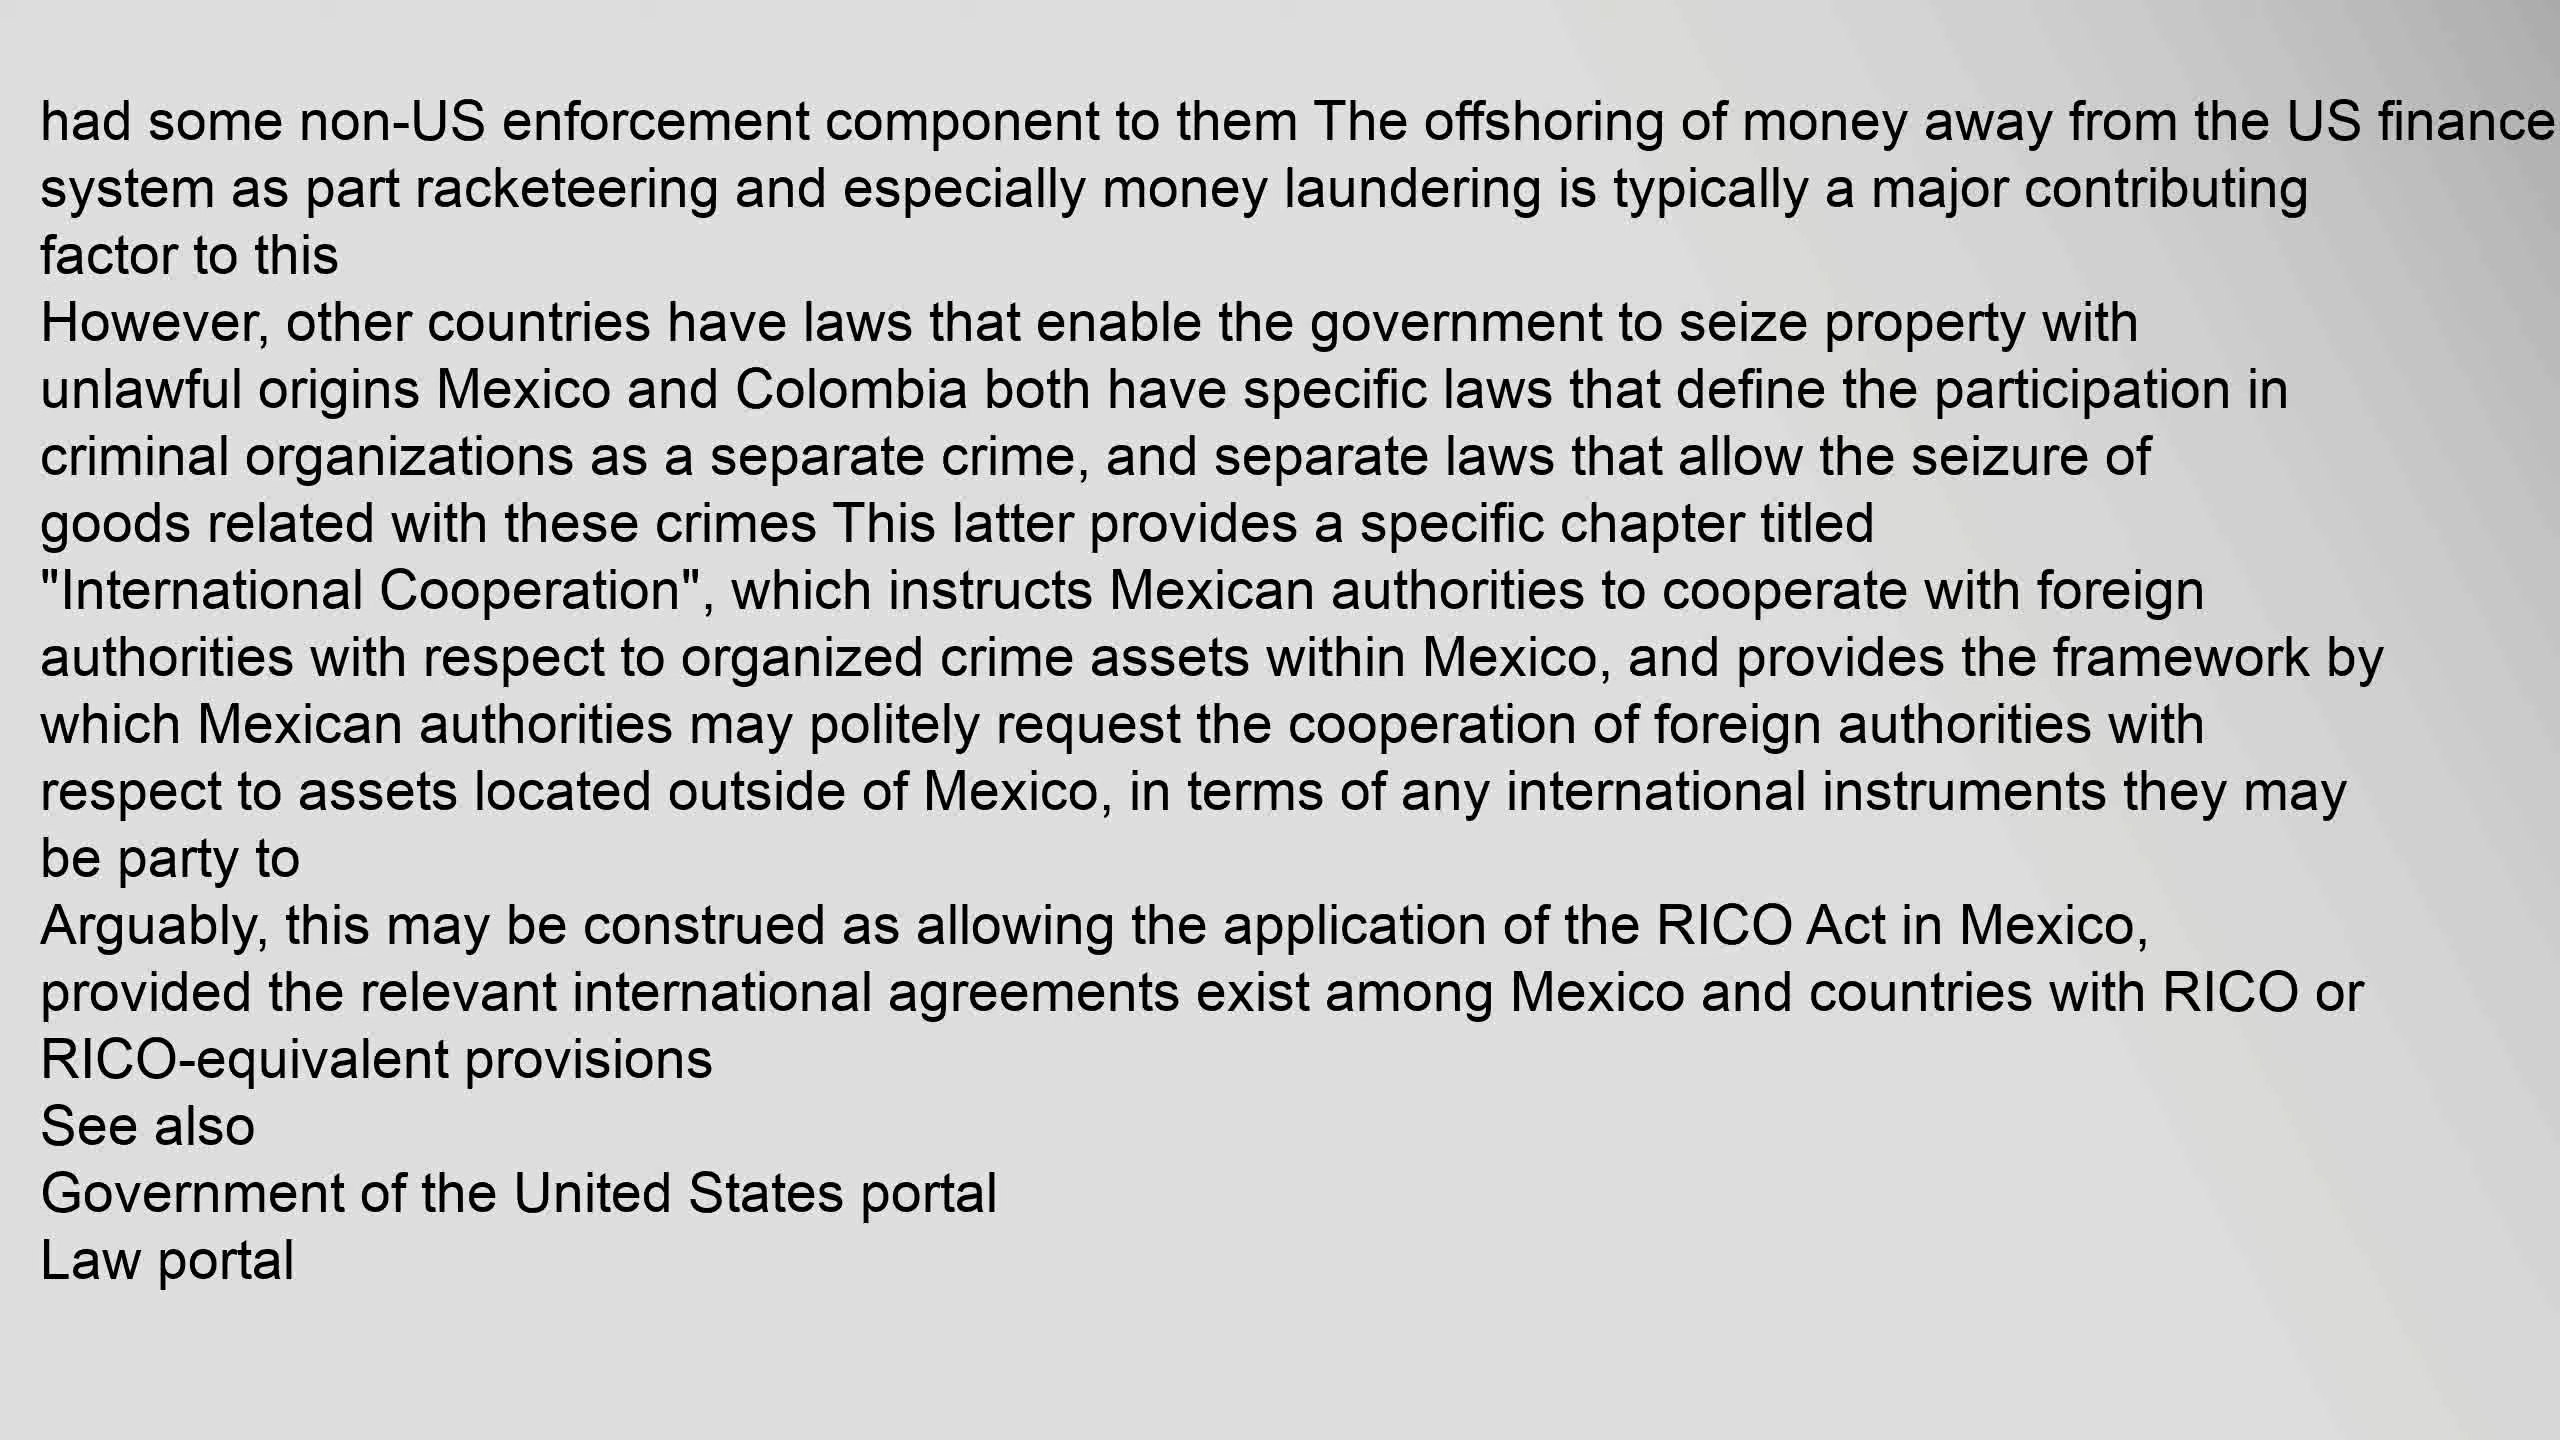 had some non-US enforcement component to them The offshoring of money away from the US finance
system as part racketeering and especially money laundering is typically a major contributing
factor to this
However, other countries have laws that enable the government to seize property with
unlawful origins Mexico and Colombia both have specific laws that define the participation in
criminal organizations as a separate crime, and separate laws that allow the seizure of
goods related with these crimes This latter provides a specific chapter titled
"International Cooperation", which instructs Mexican authorities to cooperate with foreign
authorities with respect to organized crime assets within Mexico, and provides the framework by
which Mexican authorities may politely request the cooperation of foreign authorities with
respect to assets located outside of Mexico, in terms of any international instruments they may
be party to
Arguably, this may be construed as allowing the application of the RICO Act in Mexico,
provided the relevant international agreements exist among Mexico and countries with RICO or
RICO-equivalent provisions
See also
Government of the United States portal
Law portal